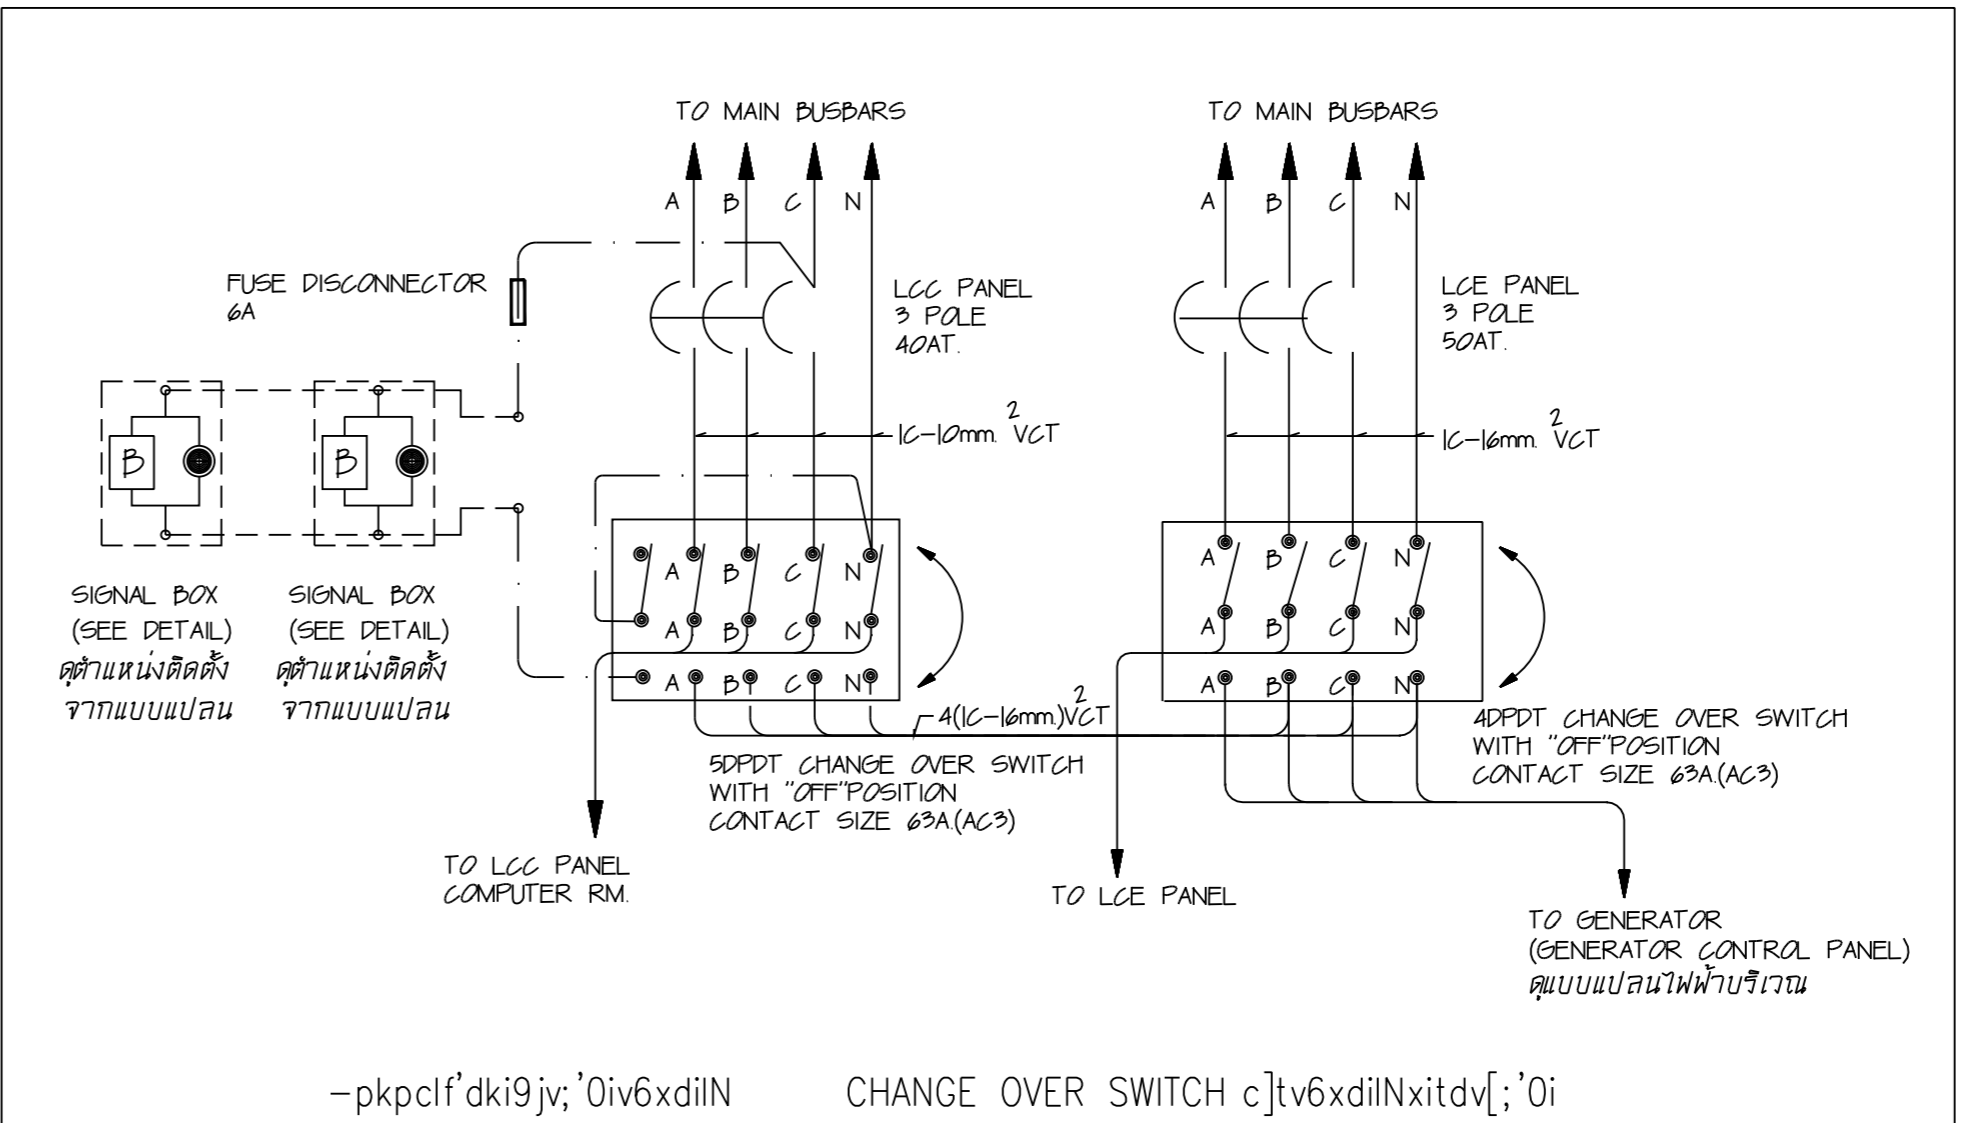 TO MAIN BUSBARS
TO MAIN BUSBARS
A B C N
A B C N
FUSE DISCONNECTOR
6A
LCC PANEL
3 POLE
40AT.
LCE PANEL
3 POLE
50AT.
1C-10mm.² VCT
1C-16mm.² VCT
B
B
SIGNAL BOX
(SEE DETAIL)
ดูตำแหน่งติดตั้ง
จากแบบแปลน
SIGNAL BOX
(SEE DETAIL)
ดูตำแหน่งติดตั้ง
จากแบบแปลน
A B C N
A B C N
A B C N
A B C N
A B C N
A B C N
4(1C-16mm.)² VCT
5DPDT CHANGE OVER SWITCH
WITH "OFF"POSITION
CONTACT SIZE 63A.(AC3)
4DPDT CHANGE OVER SWITCH
WITH "OFF"POSITION
CONTACT SIZE 63A.(AC3)
TO LCC PANEL
COMPUTER RM.
TO LCE PANEL
TO GENERATOR
(GENERATOR CONTROL PANEL)
ดูแบบแปลนไฟฟ้าบริเวณ
-pkpclf'dki9jv;'0iv6xdilN CHANGE OVER SWITCH c]tv6xdilNxitdv[;'0i